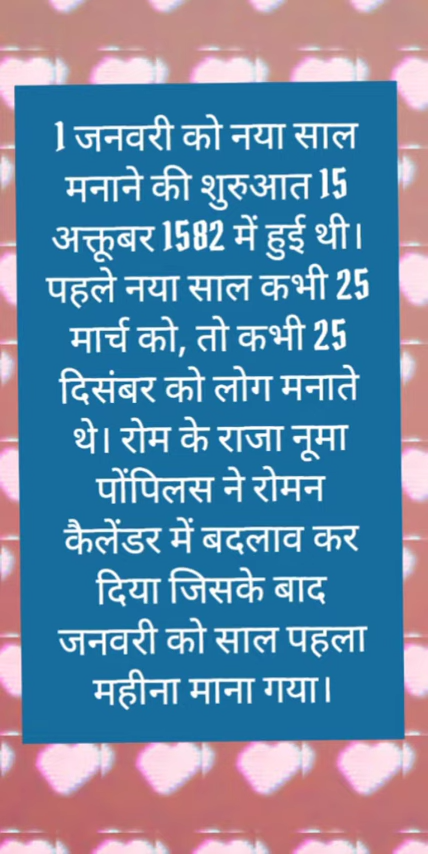 1 जनवरी को नया साल
मनाने की शुरुआत 15
अक्तूबर 1582 में हुई थी।
पहले नया साल कभी 25
मार्च को, तो कभी 25
दिसंबर को लोग मनाते
थे। रोम के राजा नूमा
पोंपिलस ने रोमन
कैलेंडर में बदलाव कर
दिया जिसके बाद
जनवरी को साल पहला
महीना माना गया।